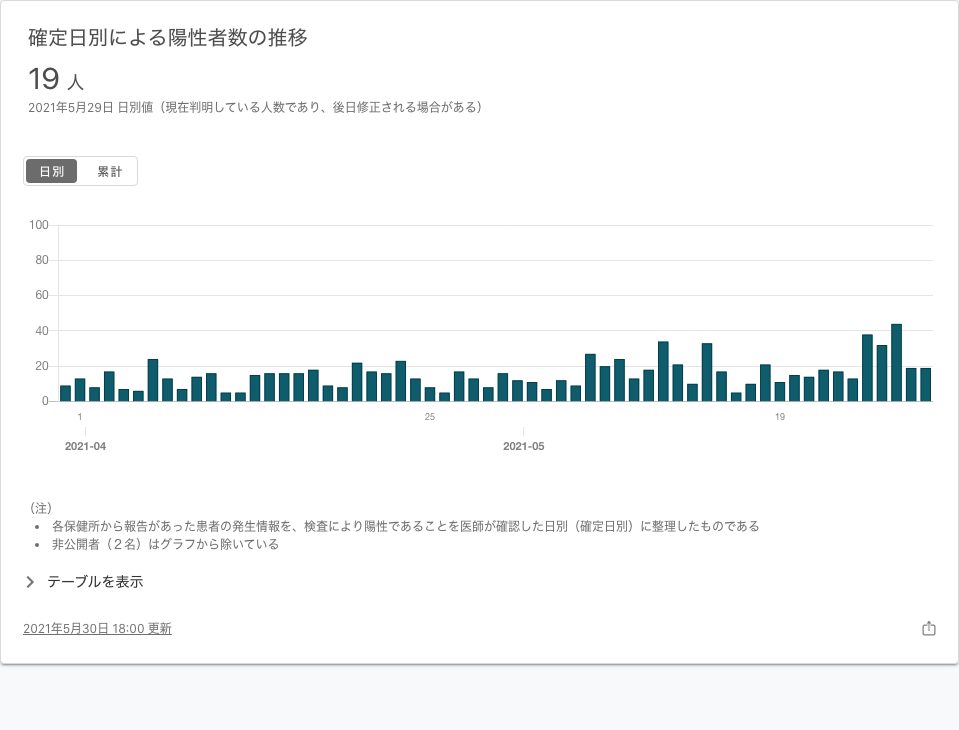 確定日別による陽性者数の推移
19 人
2021年5月29日 日別値（現在判明している人数であり、後日修正される場合がある）
日別 累計
100
80
60
40
20
0
1 25 19
2021-04 2021-05
（注）
• 各保健所から報告があった患者の発生情報を、検査により陽性であることを医師が確認した日別（確定日別）に整理したものである
• 非公開者（２名）はグラフから除いている
テーブルを表示
2021年5月30日 18:00 更新